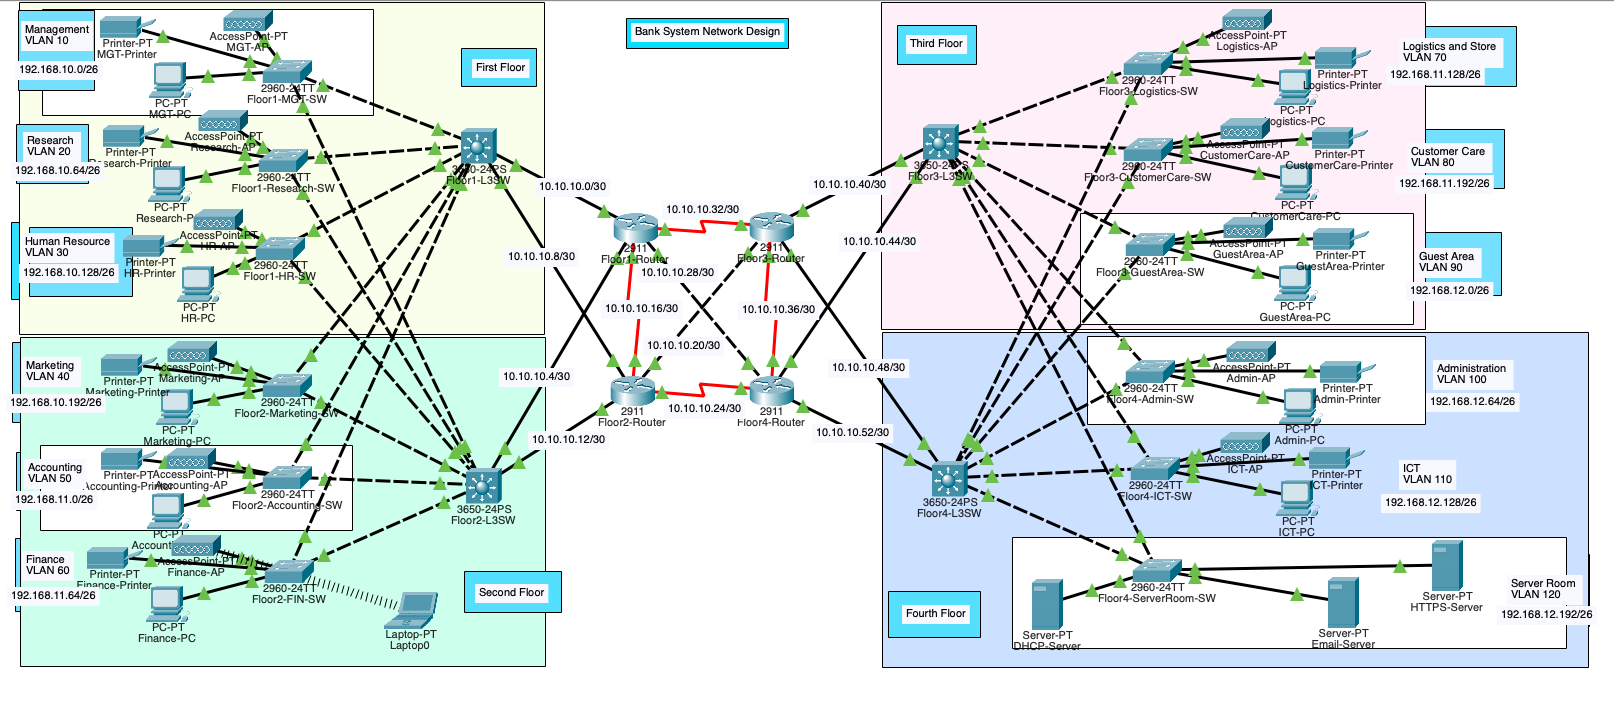 Bank System Network Design
First Floor
Management
VLAN 10
192.168.10.0/26
Printer-PT
MGT-Printer
AccessPoint-PT
MGT-AP
PC-PT
MGT-PC
2960-24TT
Floor1-MGT-SW
Research
VLAN 20
192.168.10.64/26
Printer-PT
Research-Printer
AccessPoint-PT
Research-AP
PC-PT
Research-P
2960-24TT
Floor1-Research-SW
Human Resource
VLAN 30
192.168.10.128/26
Printer-PT
HR-Printer
AccessPoint-PT
HR-AP
PC-PT
HR-PC
2960-24TT
Floor1-HR-SW
3650-24PS
Floor1-L3SW
Marketing
VLAN 40
192.168.10.192/26
Printer-PT
Marketing-Printer
AccessPoint-PT
Marketing-AP
PC-PT
Marketing-PC
2960-24TT
Floor2-Marketing-SW
Accounting
VLAN 50
192.168.11.0/26
Printer-PT
Accounting-Printer
AccessPoint-PT
Accounting-AP
PC-PT
2960-24TT
Floor2-Accounting-SW
Finance
VLAN 60
192.168.11.64/26
Printer-PT
Finance-Printer
AccessPoint-PT
Finance-AP
PC-PT
Finance-PC
2960-24TT
Floor2-FIN-SW
Laptop-PT
Laptop0
3650-24PS
Floor2-L3SW
Second Floor
10.10.10.0/30
10.10.10.8/30
10.10.10.4/30
10.10.10.12/30
10.10.10.32/30
10.10.10.28/30
10.10.10.16/30
10.10.10.36/30
10.10.10.20/30
10.10.10.24/30
2911
Floor1-Router
2911
Floor3-Router
2911
Floor2-Router
2911
Floor4-Router
10.10.10.40/30
10.10.10.44/30
10.10.10.48/30
10.10.10.52/30
Third Floor
3650-24PS
Floor3-L3SW
AccessPoint-PT
Logistics-AP
2960-24TT
Floor3-Logistics-SW
Printer-PT
Logistics-Printer
PC-PT
Logistics-PC
Logistics and Store
VLAN 70
192.168.11.128/26
AccessPoint-PT
CustomerCare-AP
2960-24TT
Floor3-CustomerCare-SW
Printer-PT
CustomerCare-Printer
PC-PT
CustomerCare-PC
Customer Care
VLAN 80
192.168.11.192/26
AccessPoint-PT
GuestArea-AP
2960-24TT
Floor3-GuestArea-SW
Printer-PT
GuestArea-Printer
PC-PT
GuestArea-PC
Guest Area
VLAN 90
192.168.12.0/26
AccessPoint-PT
Admin-AP
2960-24TT
Floor4-Admin-SW
Printer-PT
Admin-Printer
PC-PT
Admin-PC
Administration
VLAN 100
192.168.12.64/26
AccessPoint-PT
ICT-AP
2960-24TT
Floor4-ICT-SW
Printer-PT
ICT-Printer
PC-PT
ICT-PC
ICT
VLAN 110
192.168.12.128/26
3650-24PS
Floor4-L3SW
Fourth Floor
2960-24TT
Floor4-ServerRoom-SW
Server-PT
DHCP-Server
Server-PT
Email-Server
Server-PT
HTTPS-Server
Server Room
VLAN 120
192.168.12.192/26